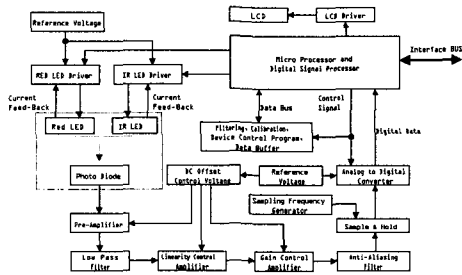 LCD
LCD Driver
Reference Voltage
Micro Processor and
Digital Signal Processor
Interface BUS
RED LED Driver
IR LED Driver
Current
Feed-Back
Current
Feed-Back
Data Bus
Control
Signal
Digital Data
Red LED
IR LED
Filtering, Calibration,
Device Control Program,
Data Buffer
Photo Diode
DC Offset
Control Voltage
Reference
Voltage
Analog to Digital
Converter
Sampling Frequency
Generator
Pre-Amplifier
Sample & Hold
Low Pass
Filter
Linearity Control
Amplifier
Gain Control
Amplifier
Anti-Aliasing
Filter